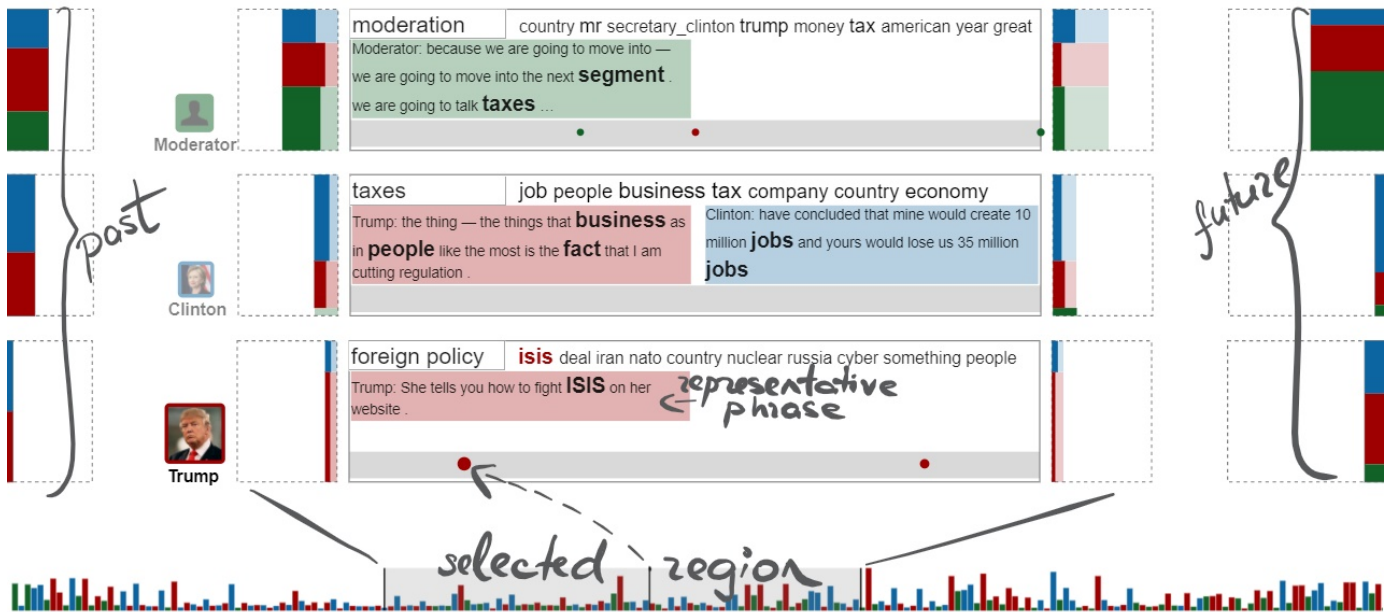 moderation country mr secretary_clinton trump money tax american year great
Moderator: because we are going to move into —
we are going to move into the next segment .
we are going to talk taxes ...
Moderator
past
taxes job people business tax company country economy
Trump: the thing — the things that business as
in people like the most is the fact that I am
cutting regulation .
Clinton: have concluded that mine would create 10
million jobs and yours would lose us 35 million
jobs
Clinton
future
foreign policy isis deal iran nato country nuclear russia cyber something people
Trump: She tells you how to fight ISIS on her
website .
representative
phrase
Trump
selected region